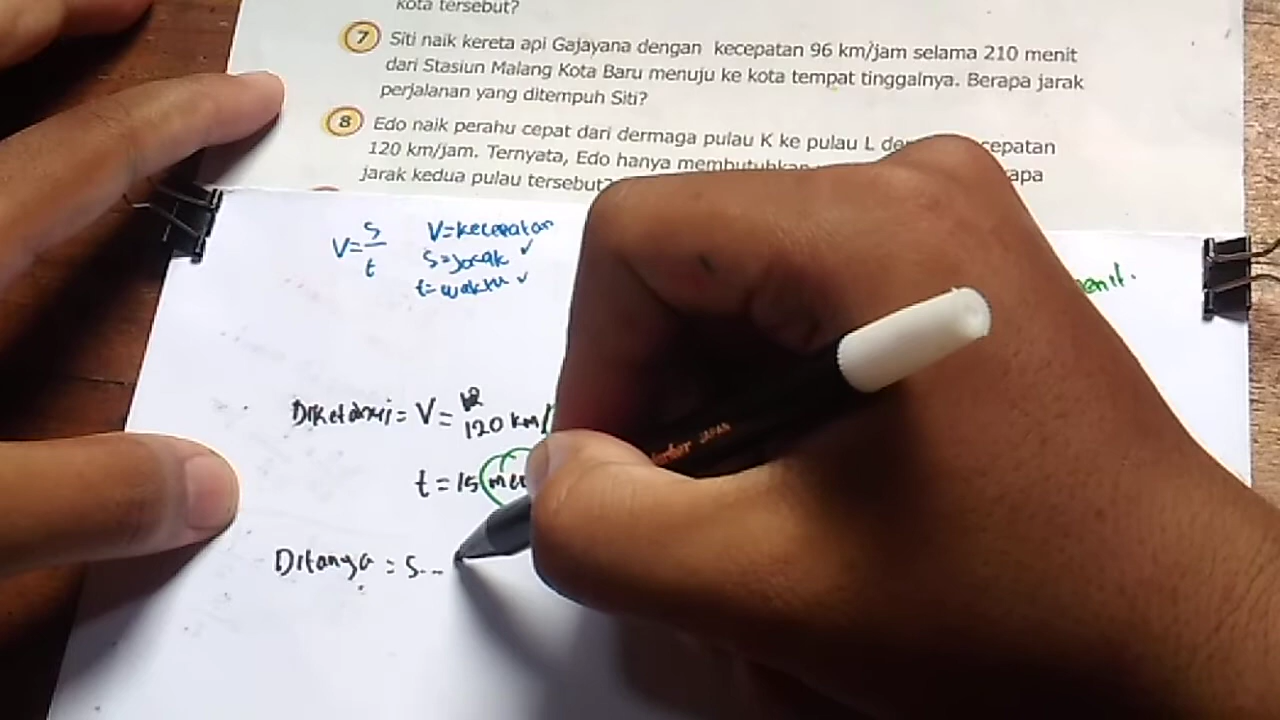 kota tersebut?
7 Siti naik kereta api Gajayana dengan kecepatan 96 km/jam selama 210 menit
dari Stasiun Malang Kota Baru menuju ke kota tempat tinggalnya. Berapa jarak
perjalanan yang ditempuh Siti?
8 Edo naik perahu cepat dari dermaga pulau K ke pulau L
120 km/jam. Ternyata, Edo hanya
jarak kedua pulau tersebut?
V=s/t V=kecepatan
s=jarak ✓
t=waktu ✓
Diketahui = V = 120 km/
t = 15
Ditanya = s...
JAPAN